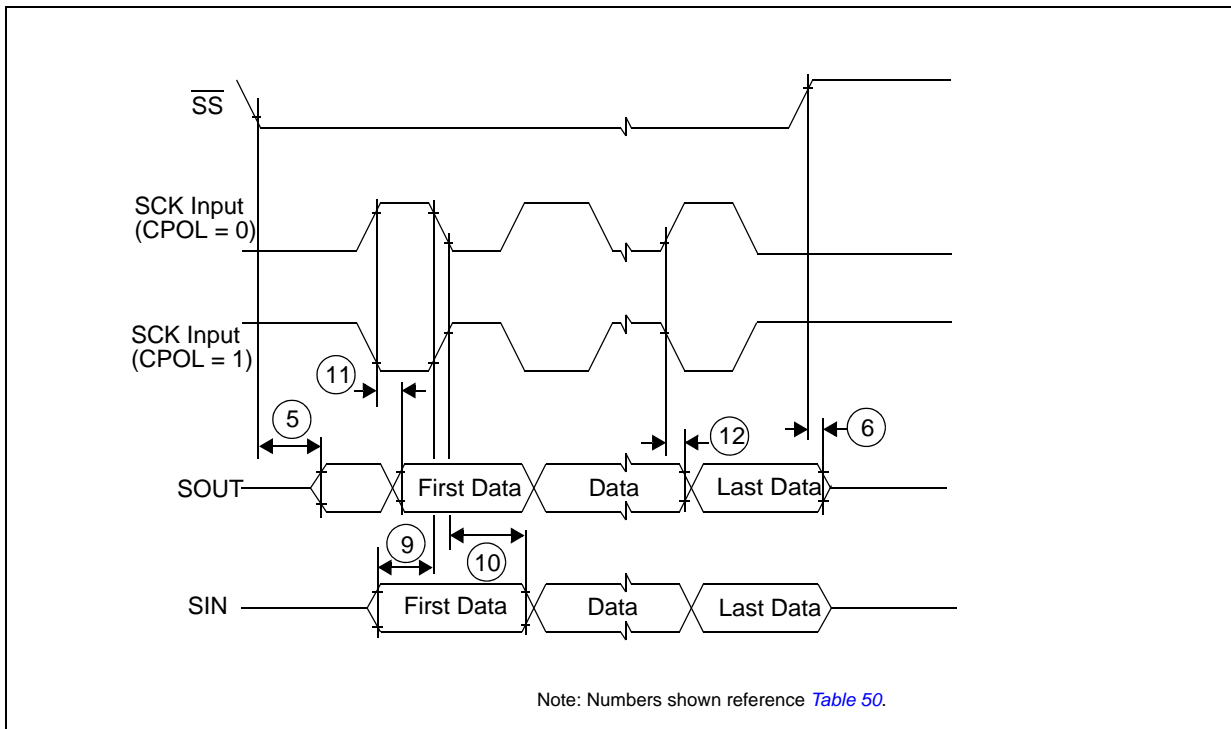 SS
SCK Input
(CPOL = 0)
SCK Input
(CPOL = 1)
11
5
12
6
SOUT
First Data
Data
Last Data
9
10
SIN
First Data
Data
Last Data
Note: Numbers shown reference Table 50.